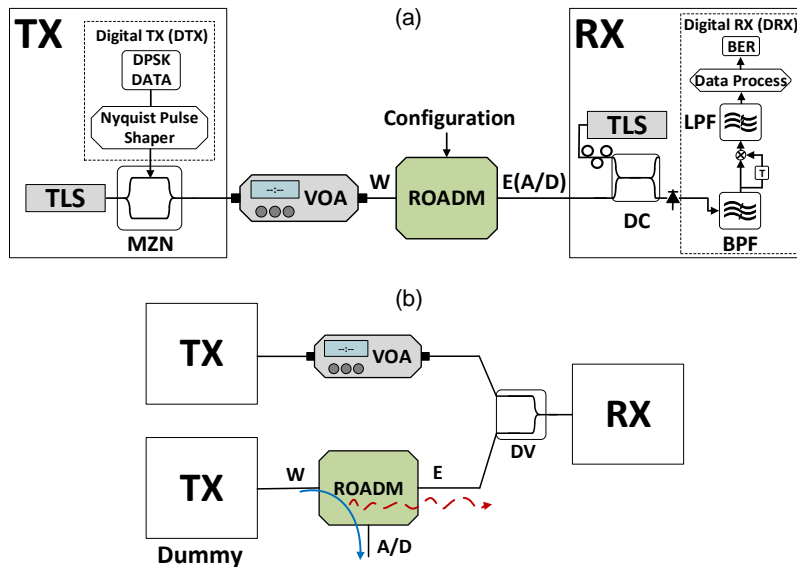 (a)
TX
Digital TX (DTX)
DPSK
DATA
Nyquist Pulse
Shaper
TLS
MZN
--:--
VOA
W
Configuration
ROADM
E(A/D)
RX
Digital RX (DRX)
BER
Data Process
LPF
T
TLS
DC
BPF
(b)
TX
--:--
VOA
DV
RX
TX
Dummy
W
ROADM
E
A/D